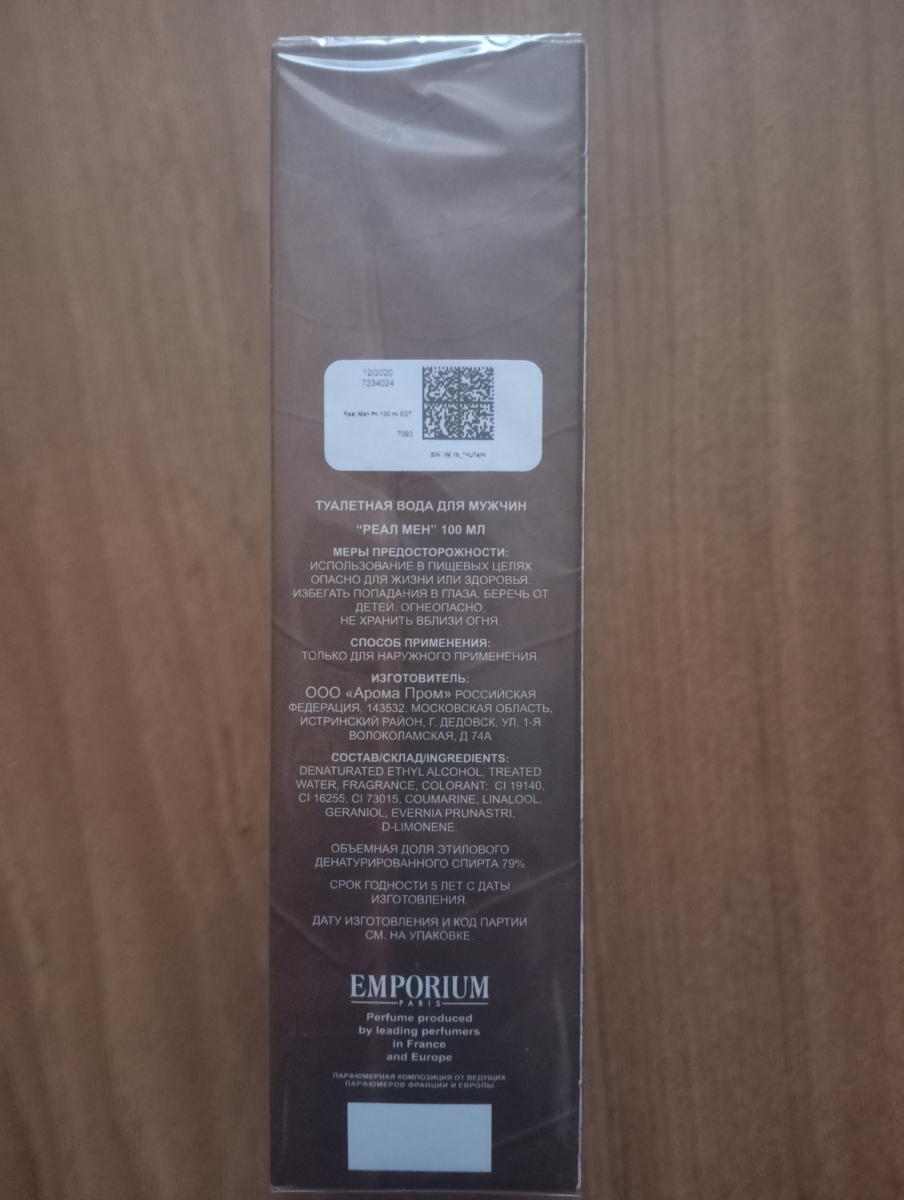 12/2020
7234024
Real Men fm 100 ml EDT
7093
ТУАЛЕТНАЯ ВОДА ДЛЯ МУЖЧИН
“РЕАЛ МЕН” 100 МЛ
МЕРЫ ПРЕДОСТОРОЖНОСТИ:
ИСПОЛЬЗОВАНИЕ В ПИЩЕВЫХ ЦЕЛЯХ
ОПАСНО ДЛЯ ЖИЗНИ ИЛИ ЗДОРОВЬЯ.
ИЗБЕГАТЬ ПОПАДАНИЯ В ГЛАЗА. БЕРЕЧЬ ОТ
ДЕТЕЙ. ОГНЕОПАСНО,
НЕ ХРАНИТЬ ВБЛИЗИ ОГНЯ.
СПОСОБ ПРИМЕНЕНИЯ:
ТОЛЬКО ДЛЯ НАРУЖНОГО ПРИМЕНЕНИЯ.
ИЗГОТОВИТЕЛЬ:
ООО «Арома Пром» РОССИЙСКАЯ
ФЕДЕРАЦИЯ, 143532, МОСКОВСКАЯ ОБЛАСТЬ,
ИСТРИНСКИЙ РАЙОН, Г. ДЕДОВСК, УЛ. 1-Я
ВОЛОКОЛАМСКАЯ, Д 74А
СОСТАВ/СКЛАД/INGREDIENTS:
DENATURATED ETHYL ALCOHOL, TREATED
WATER, FRAGRANCE, COLORANT: CI 19140,
CI 16255, CI 73015, COUMARINE, LINALOOL,
GERANIOL, EVERNIA PRUNASTRI,
D-LIMONENE.
ОБЪЕМНАЯ ДОЛЯ ЭТИЛОВОГО
ДЕНАТУРИРОВАННОГО СПИРТА 79%
СРОК ГОДНОСТИ 5 ЛЕТ С ДАТЫ
ИЗГОТОВЛЕНИЯ.
ДАТУ ИЗГОТОВЛЕНИЯ И КОД ПАРТИИ
СМ. НА УПАКОВКЕ.
EMPORIUM
PARIS
Perfume produced
by leading perfumers
in France
and Europe
ПАРФЮМЕРНАЯ КОМПОЗИЦИЯ ОТ ВЕДУЩИХ
ПАРФЮМЕРОВ ФРАНЦИИ И ЕВРОПЫ